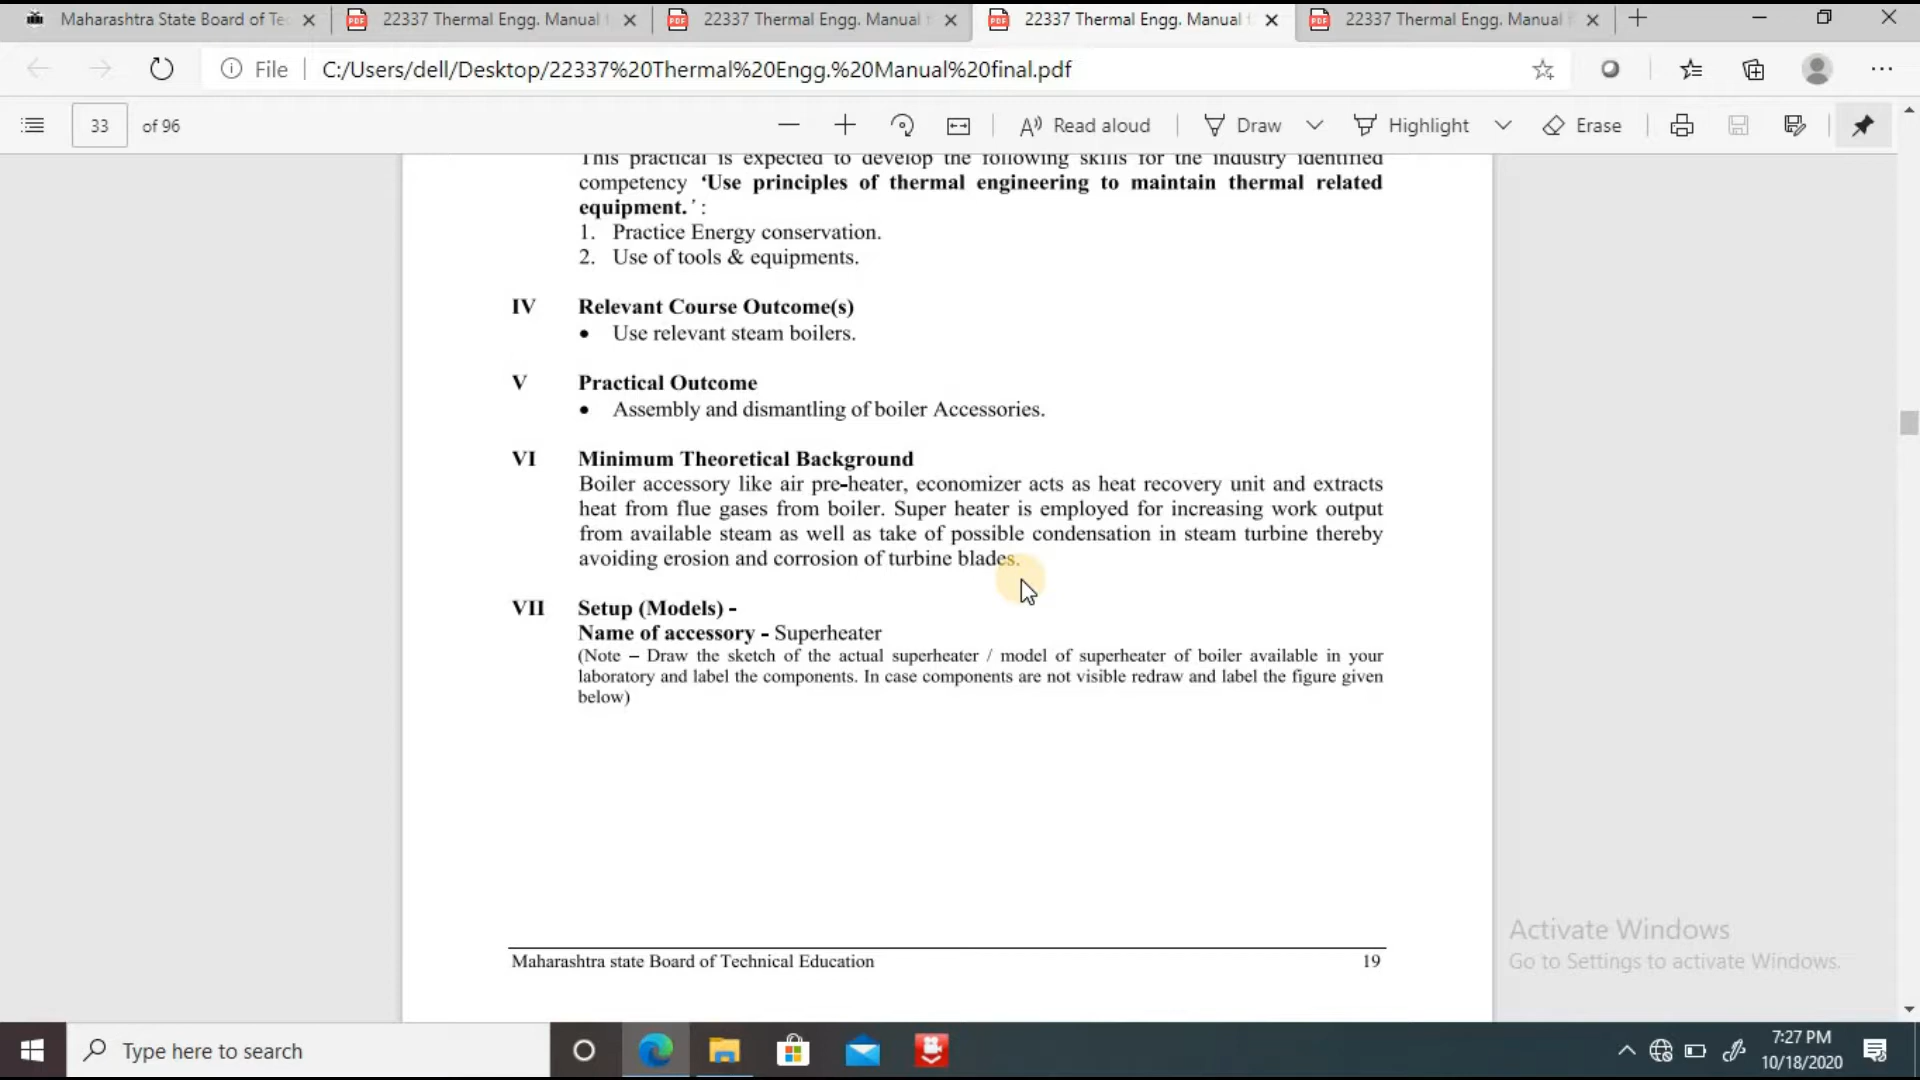 Maharashtra State Board of Te
22337 Thermal Engg. Manual
22337 Thermal Engg. Manual
22337 Thermal Engg. Manual
22337 Thermal Engg. Manual
File
C:/Users/dell/Desktop/22337%20Thermal%20Engg.%20Manual%20final.pdf
33 of 96
Read aloud
Draw
Highlight
Erase
This practical is expected to develop the following skills for the industry identified
competency ‘Use principles of thermal engineering to maintain thermal related
equipment.’ :
1. Practice Energy conservation.
2. Use of tools & equipments.
IV Relevant Course Outcome(s)
• Use relevant steam boilers.
V Practical Outcome
• Assembly and dismantling of boiler Accessories.
VI Minimum Theoretical Background
Boiler accessory like air pre-heater, economizer acts as heat recovery unit and extracts
heat from flue gases from boiler. Super heater is employed for increasing work output
from available steam as well as take of possible condensation in steam turbine thereby
avoiding erosion and corrosion of turbine blades.
VII Setup (Models) -
Name of accessory - Superheater
(Note – Draw the sketch of the actual superheater / model of superheater of boiler available in your
laboratory and label the components. In case components are not visible redraw and label the figure given
below)
Maharashtra state Board of Technical Education 19
Activate Windows
Go to Settings to activate Windows.
Type here to search
7:27 PM
10/18/2020